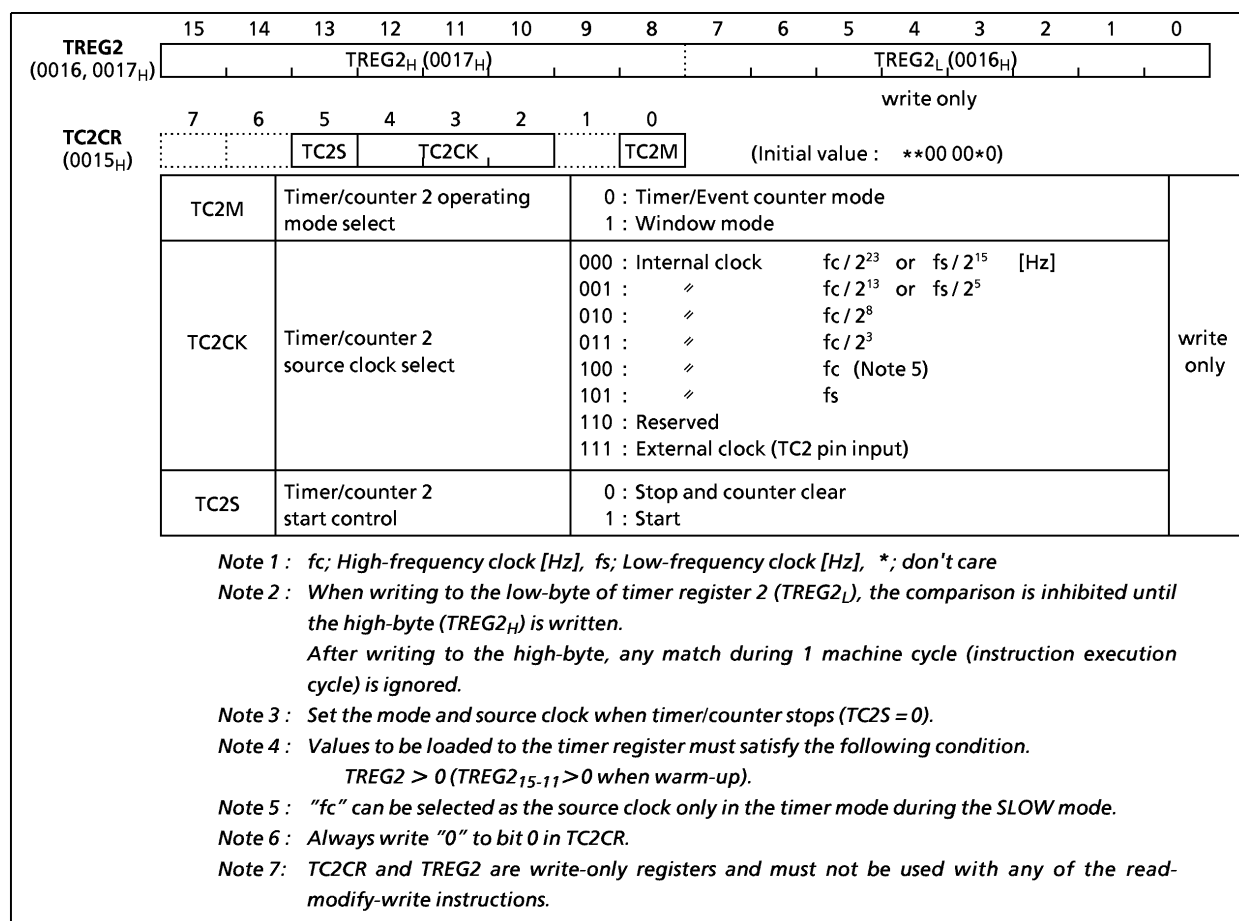 15 14 13 12 11 10 9 8 7 6 5 4 3 2 1 0
TREG2
(0016, 0017H)
TREG2H (0017H) TREG2L (0016H)
write only
7 6 5 4 3 2 1 0
TC2CR
(0015H)
TC2S TC2CK TC2M (Initial value : **00 00*0)
TC2M
Timer/counter 2 operating
mode select
0 : Timer/Event counter mode
1 : Window mode
TC2CK
Timer/counter 2
source clock select
000 : Internal clock fc / 2²³ or fs / 2¹⁵ [Hz]
001 : 〃 fc / 2¹³ or fs / 2⁵
010 : 〃 fc / 2⁸
011 : 〃 fc / 2³
100 : 〃 fc (Note 5)
101 : 〃 fs
110 : Reserved
111 : External clock (TC2 pin input)
write
only
TC2S
Timer/counter 2
start control
0 : Stop and counter clear
1 : Start
Note 1 : fc; High-frequency clock [Hz], fs; Low-frequency clock [Hz], *; don't care
Note 2 : When writing to the low-byte of timer register 2 (TREG2L), the comparison is inhibited until
the high-byte (TREG2H) is written.
After writing to the high-byte, any match during 1 machine cycle (instruction execution
cycle) is ignored.
Note 3 : Set the mode and source clock when timer/counter stops (TC2S = 0).
Note 4 : Values to be loaded to the timer register must satisfy the following condition.
TREG2 > 0 (TREG215-11 > 0 when warm-up).
Note 5 : "fc" can be selected as the source clock only in the timer mode during the SLOW mode.
Note 6 : Always write "0" to bit 0 in TC2CR.
Note 7: TC2CR and TREG2 are write-only registers and must not be used with any of the read-
modify-write instructions.